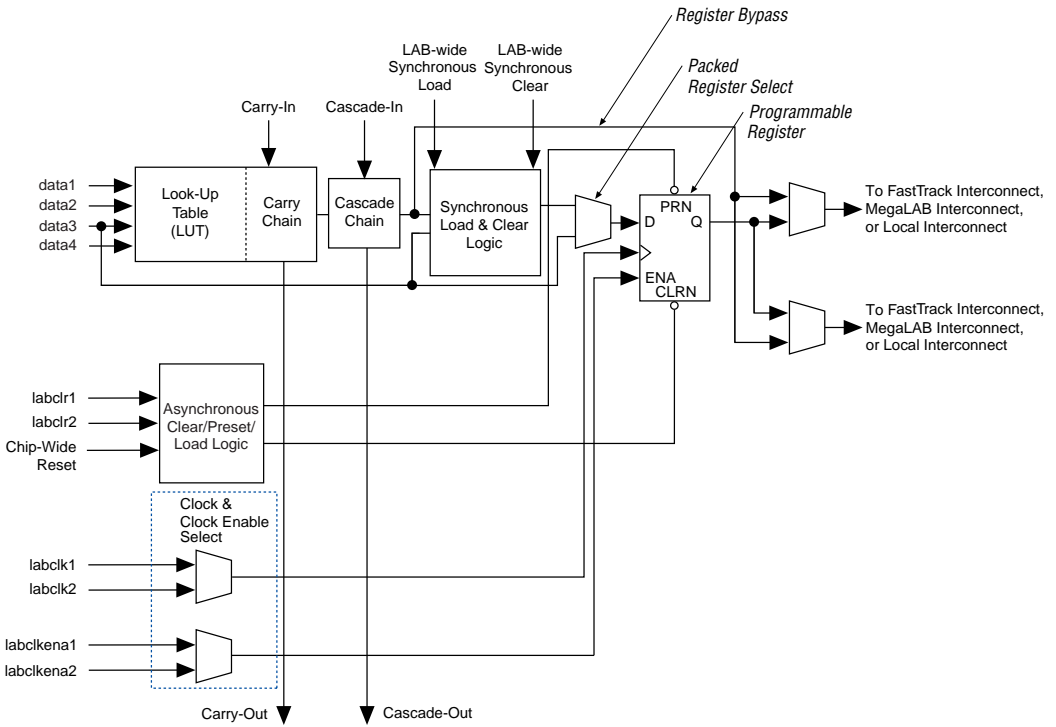 Register Bypass
LAB-wide
Synchronous
Load
LAB-wide
Synchronous
Clear
Packed
Register Select
Carry-In
Cascade-In
Programmable
Register
data1
data2
data3
data4
Look-Up
Table
(LUT)
Carry
Chain
Cascade
Chain
Synchronous
Load & Clear
Logic
PRN
D
Q
ENA
CLRN
To FastTrack Interconnect,
MegaLAB Interconnect,
or Local Interconnect
To FastTrack Interconnect,
MegaLAB Interconnect,
or Local Interconnect
labclr1
labclr2
Chip-Wide
Reset
Asynchronous
Clear/Preset/
Load Logic
Clock &
Clock Enable
Select
labclk1
labclk2
labclkena1
labclkena2
Carry-Out
Cascade-Out